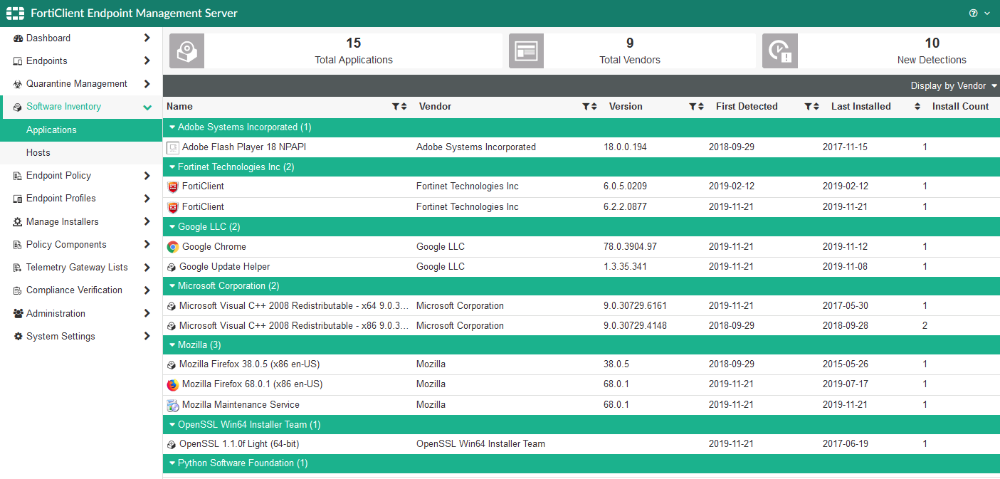 FortiClient Endpoint Management Server
Dashboard
Endpoints
Quarantine Management
Software Inventory
Applications
Hosts
Endpoint Policy
Endpoint Profiles
Manage Installers
Policy Components
Telemetry Gateway Lists
Compliance Verification
Administration
System Settings
15
Total Applications
9
Total Vendors
10
New Detections
Display by Vendor
Name Vendor Version First Detected Last Installed Install Count
Adobe Systems Incorporated (1)
Adobe Flash Player 18 NPAPI Adobe Systems Incorporated 18.0.0.194 2018-09-29 2017-11-15 1
Fortinet Technologies Inc (2)
FortiClient Fortinet Technologies Inc 6.0.5.0209 2019-02-12 2019-02-12 1
FortiClient Fortinet Technologies Inc 6.2.2.0877 2019-11-21 2019-11-21 1
Google LLC (2)
Google Chrome Google LLC 78.0.3904.97 2019-11-21 2019-11-12 1
Google Update Helper Google LLC 1.3.35.341 2019-11-21 2019-11-08 1
Microsoft Corporation (2)
Microsoft Visual C++ 2008 Redistributable - x64 9.0.3... Microsoft Corporation 9.0.30729.6161 2019-11-21 2017-05-30 1
Microsoft Visual C++ 2008 Redistributable - x86 9.0.3... Microsoft Corporation 9.0.30729.4148 2018-09-29 2018-09-28 2
Mozilla (3)
Mozilla Firefox 38.0.5 (x86 en-US) Mozilla 38.0.5 2018-09-29 2015-05-26 1
Mozilla Firefox 68.0.1 (x86 en-US) Mozilla 68.0.1 2019-11-21 2019-07-17 1
Mozilla Maintenance Service Mozilla 68.0.1 2019-11-21 2019-11-21 1
OpenSSL Win64 Installer Team (1)
OpenSSL 1.1.0f Light (64-bit) OpenSSL Win64 Installer Team 2019-11-21 2017-06-19 1
Python Software Foundation (1)